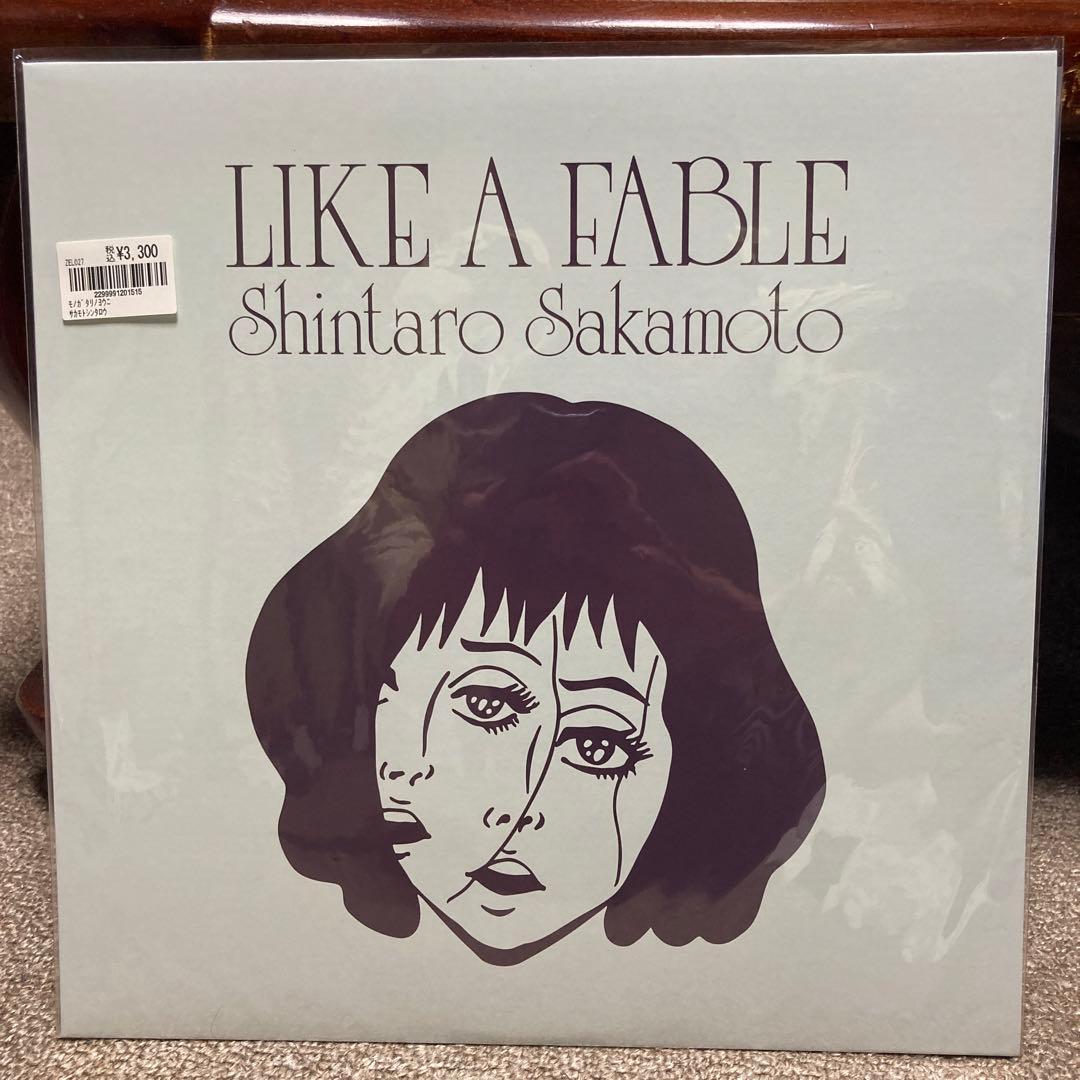 LIKE A FABLE
Shintaro Sakamoto
ZEL027
税込 ¥3,300
2299991201515
モノガタリノヨウニ
サカモトシンタロウ